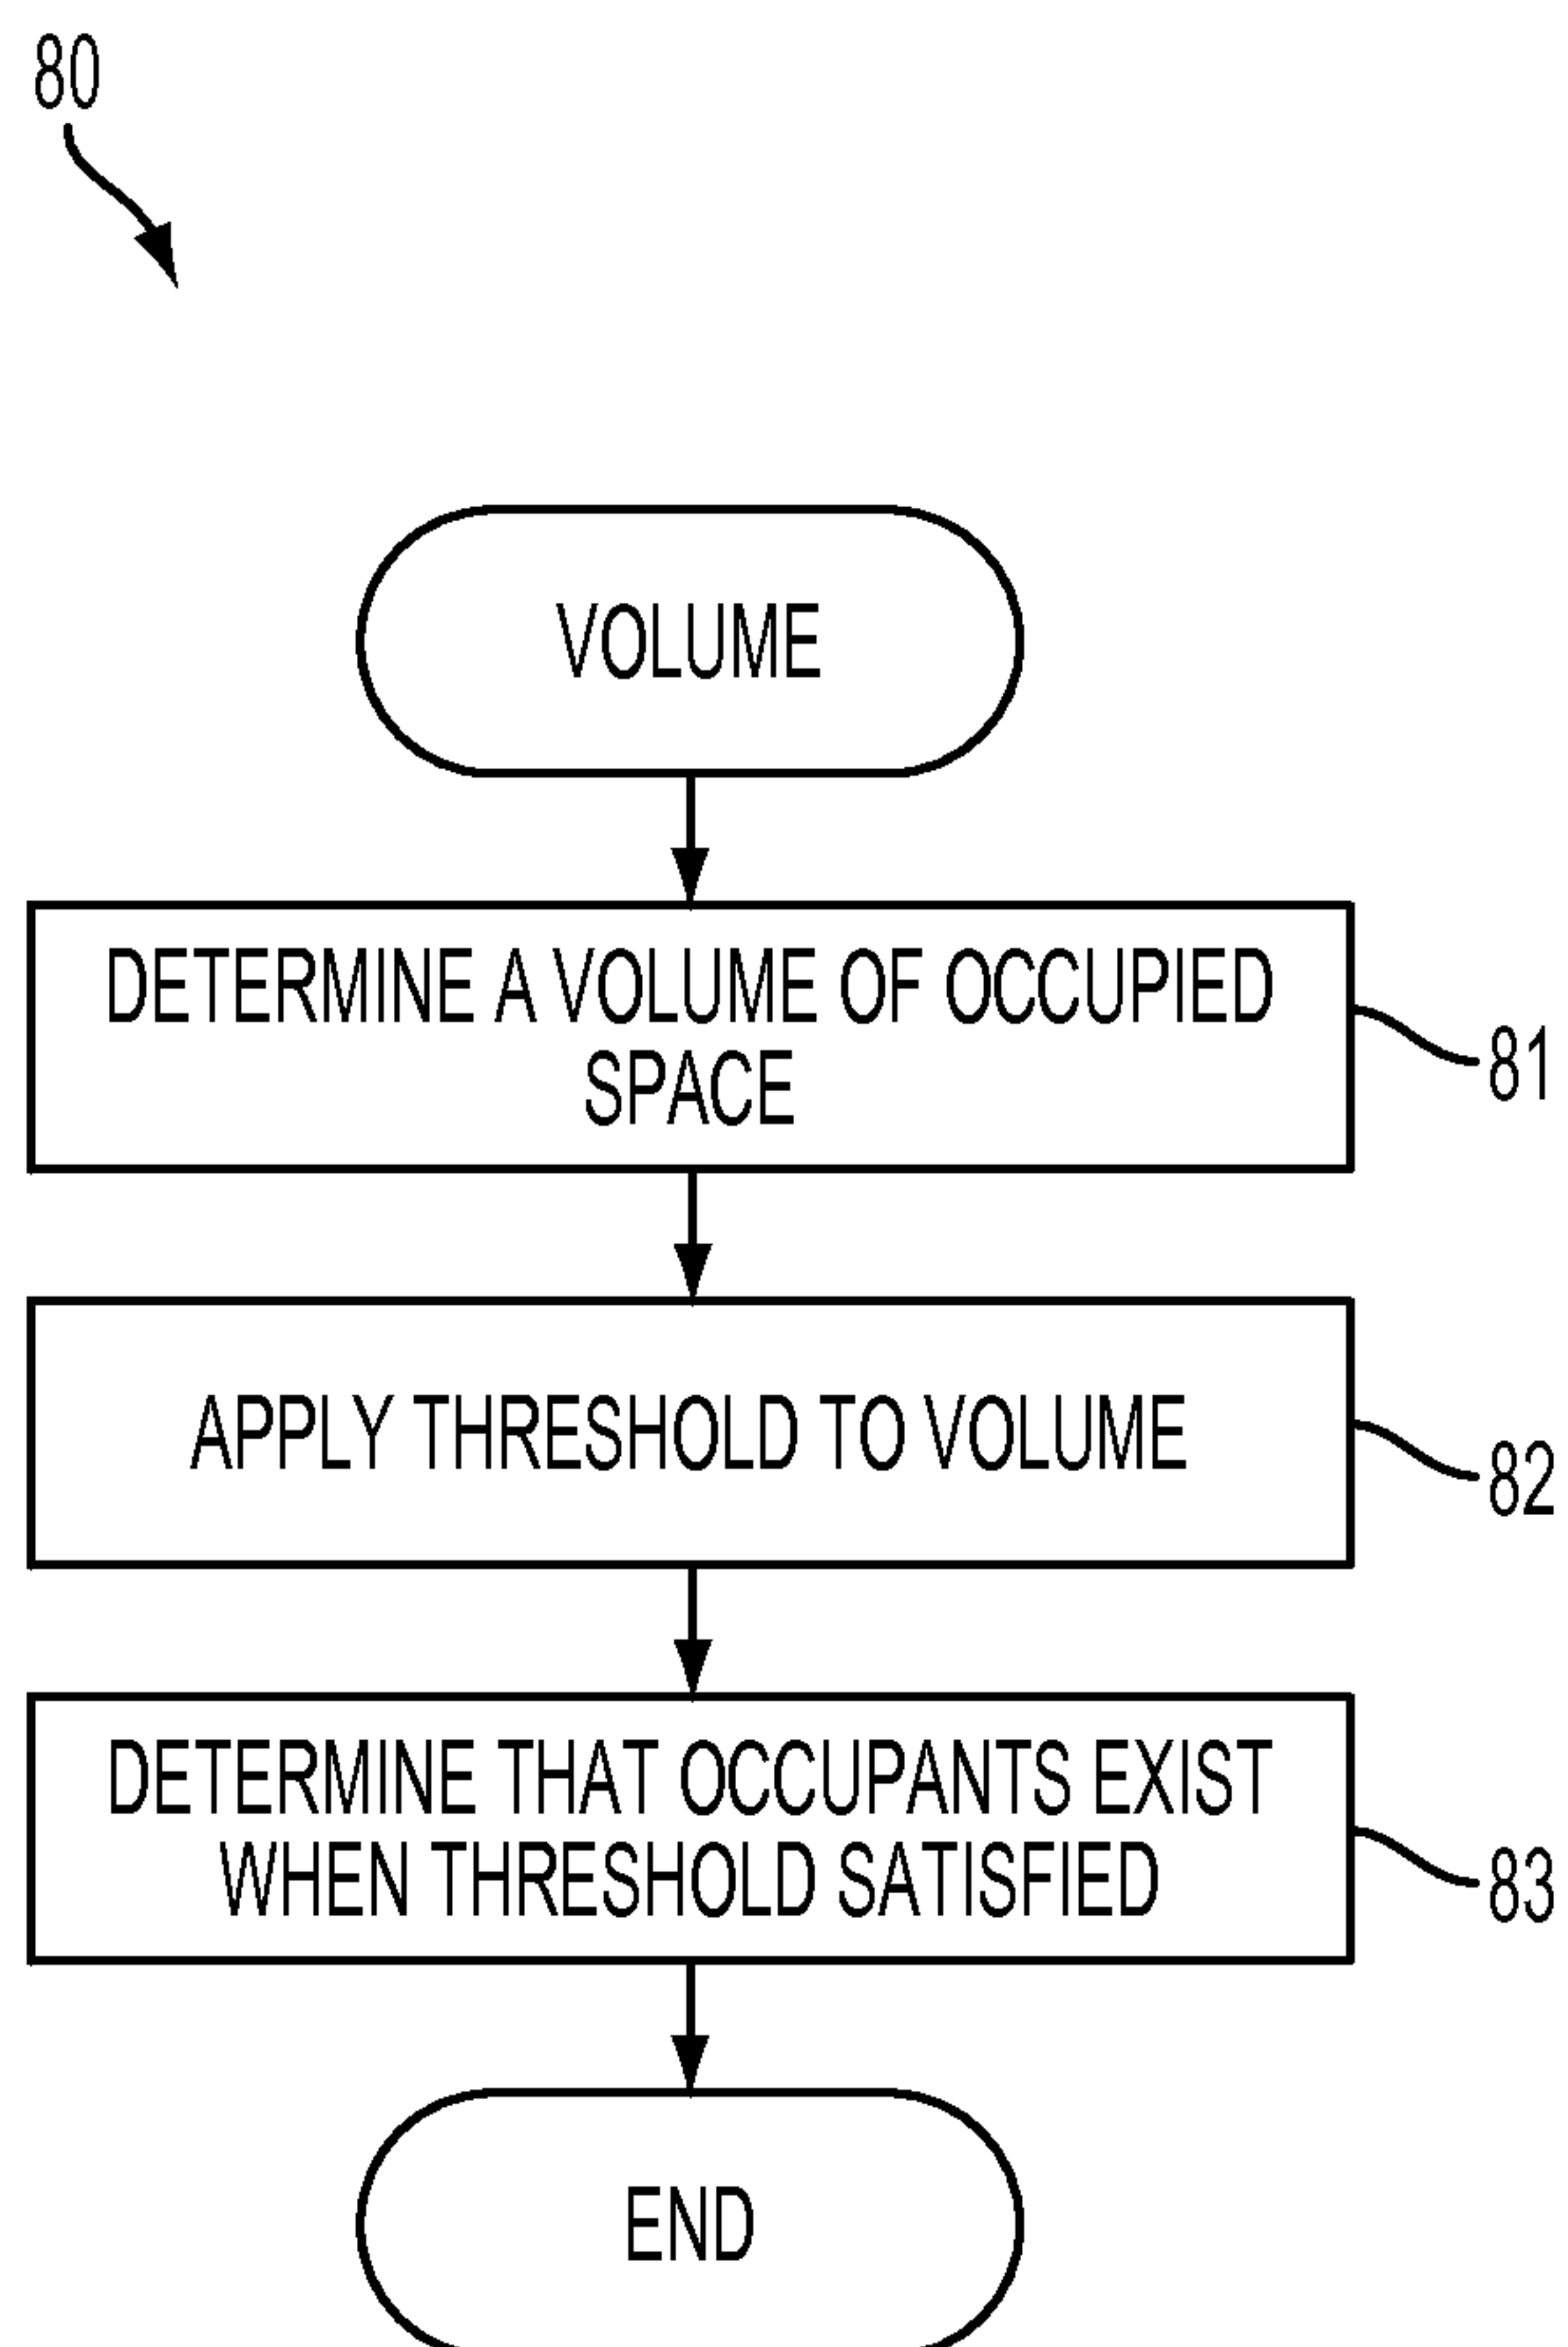 80
VOLUME
DETERMINE A VOLUME OF OCCUPIED
SPACE
81
APPLY THRESHOLD TO VOLUME
82
DETERMINE THAT OCCUPANTS EXIST
WHEN THRESHOLD SATISFIED
83
END